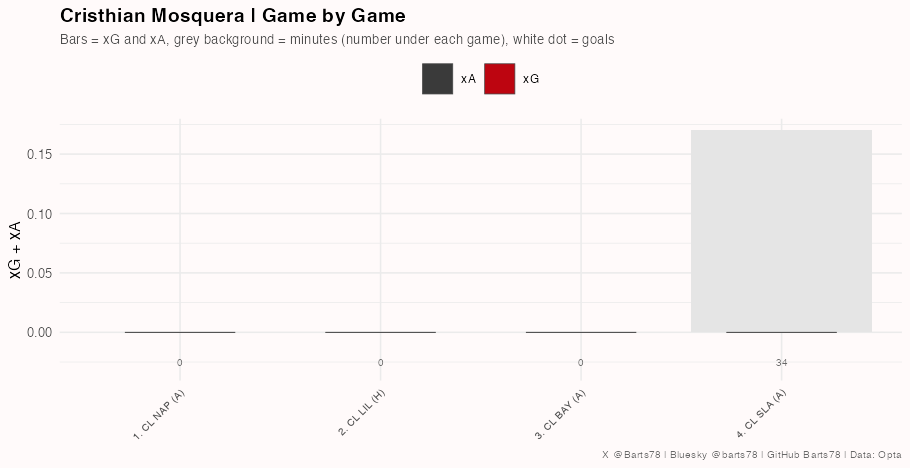 Cristhian Mosquera | Game by Game
Bars = xG and xA, grey background = minutes (number under each game), white dot = goals
xA
xG
xG + xA
0.15
0.10
0.05
0.00
0
0
0
34
1. CL NAP (A)
2. CL LIL (H)
3. CL BAY (A)
4. CL SLA (A)
X @Barts78 | Bluesky @barts78 | GitHub Barts78 | Data: Opta